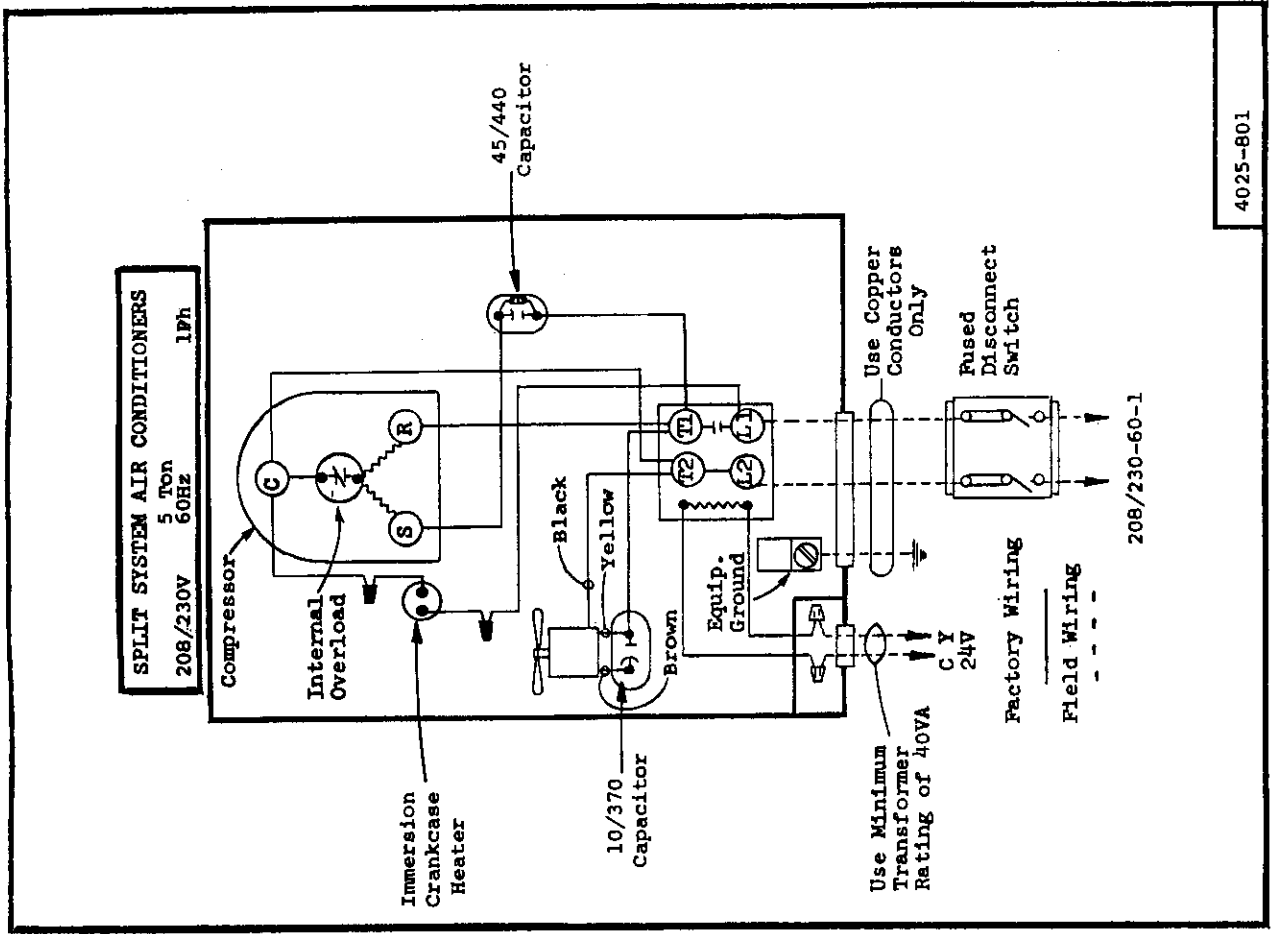 SPLIT SYSTEM AIR CONDITIONERS
5 Ton
208/230V 60Hz 1Ph
Compressor
C
Internal
Overload
S
R
45/440
Capacitor
Immersion
Crankcase
Heater
Black
Yellow
10/370
Capacitor
Brown
T2
T1
L2
L1
Equip.
Ground
Use Minimum
Transformer
Rating of 40VA
C Y
24V
Use Copper
Conductors
Only
Factory Wiring
Field Wiring
Fused
Disconnect
Switch
208/230-60-1
4025-801